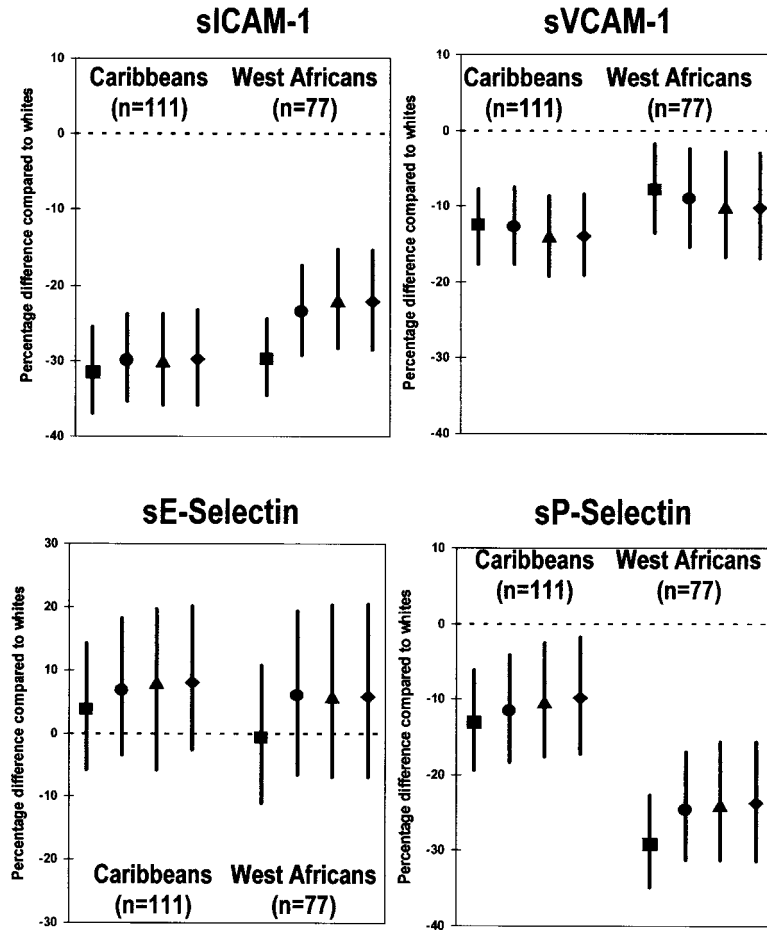 sICAM-1
Percentage difference compared to whites
10
0
-10
-20
-30
-40
Caribbeans West Africans
(n=111) (n=77)
sVCAM-1
Percentage difference compared to whites
10
0
-10
-20
-30
-40
Caribbeans West Africans
(n=111) (n=77)
sE-Selectin
Percentage difference compared to whites
30
20
10
0
-10
-20
-30
Caribbeans West Africans
(n=111) (n=77)
sP-Selectin
Percentage difference compared to whites
10
0
-10
-20
-30
-40
Caribbeans West Africans
(n=111) (n=77)